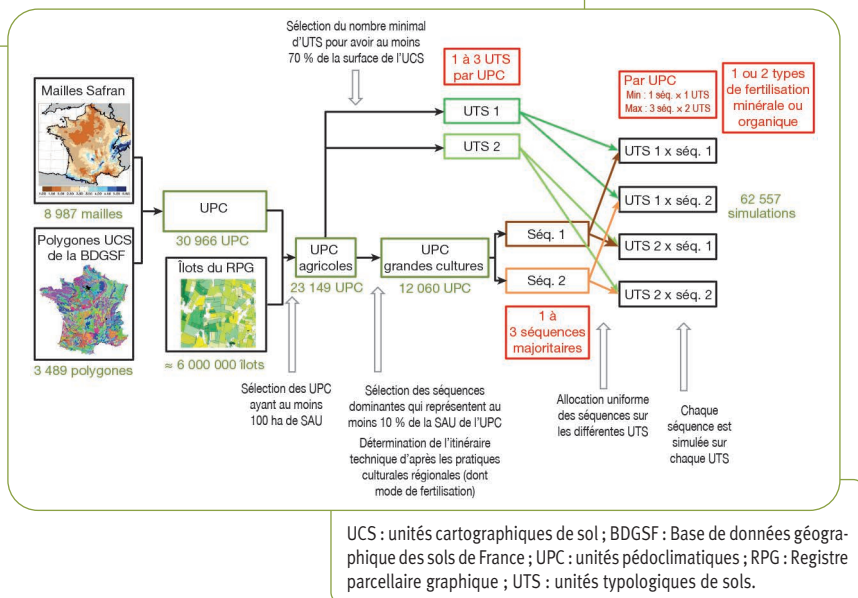 Sélection du nombre minimal
d'UTS pour avoir au moins
70 % de la surface de l'UCS
1 à 3 UTS
par UPC
Par UPC
Min : 1 séq. × 1 UTS
Max : 3 séq. × 2 UTS
1 ou 2 types
de fertilisation
minérale ou
organique
Mailles Safran
8 987 mailles
Polygones UCS
de la BDGSF
3 489 polygones
UPC
30 966 UPC
Îlots du RPG
≈ 6 000 000 îlots
UPC
agricoles
23 149 UPC
UPC
grandes cultures
12 060 UPC
UTS 1
UTS 2
Séq. 1
Séq. 2
1 à
3 séquences
majoritaires
UTS 1 x séq. 1
UTS 1 x séq. 2
UTS 2 x séq. 1
UTS 2 x séq. 2
62 557
simulations
Sélection des UPC
ayant au moins
100 ha de SAU
Sélection des séquences
dominantes qui représentent au
moins 10 % de la SAU de l'UPC
Détermination de l'itinéraire
technique d'après les pratiques
culturales régionales (dont
mode de fertilisation)
Allocation uniforme
des séquences sur
les différentes UTS
Chaque
séquence est
simulée sur
chaque UTS
UCS : unités cartographiques de sol ; BDGSF : Base de données géogra-
phique des sols de France ; UPC : unités pédoclimatiques ; RPG : Registre
parcellaire graphique ; UTS : unités typologiques de sols.